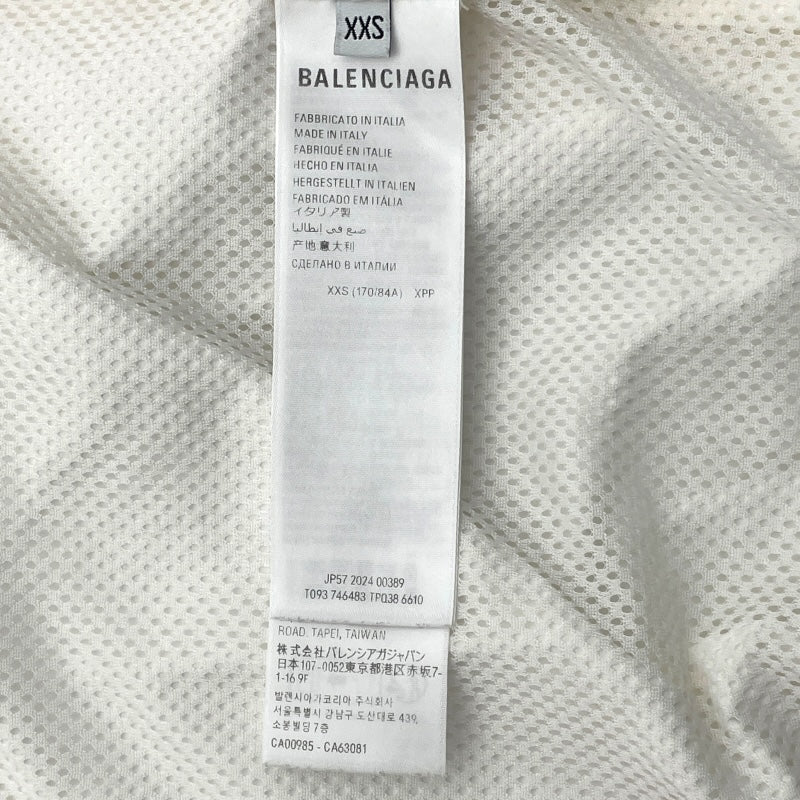 XXS
BALENCIAGA
FABBRICATO IN ITALIA
MADE IN ITALY
FABRIQUÉ EN ITALIE
HECHO EN ITALIA
HERGESTELLT IN ITALIEN
FABRICADO EM ITÁLIA
イタリア製
صنع في إيطاليا
产地:意大利
СДЕЛАНО В ИТАЛИИ
XXS (170/84A) XPP
JP57 2024 00389
T093 746483 TPQ38 6610
ROAD. TAPEI, TAIWAN
株式会社バレンシアガジャパン
日本107-0052東京都港区赤坂7-
1-16 9F
발렌시아가코리아 주식회사
서울특별시 강남구 도산대로 439,
소봉빌딩 7층
CA00985 - CA63081